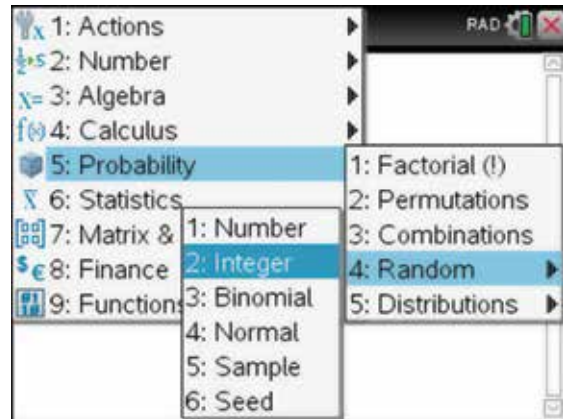 1: Actions
2: Number
3: Algebra
4: Calculus
5: Probability
6: Statistics
7: Matrix &
8: Finance
9: Functions
RAD
1: Factorial (!)
2: Permutations
3: Combinations
4: Random
5: Distributions
1: Number
2: Integer
3: Binomial
4: Normal
5: Sample
6: Seed